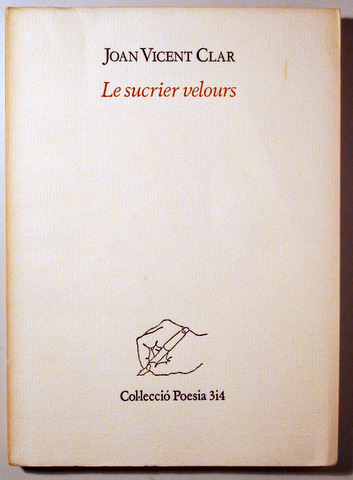 JOAN VICENT CLAR
Le sucrier velours
Col·lecció Poesia 3i4